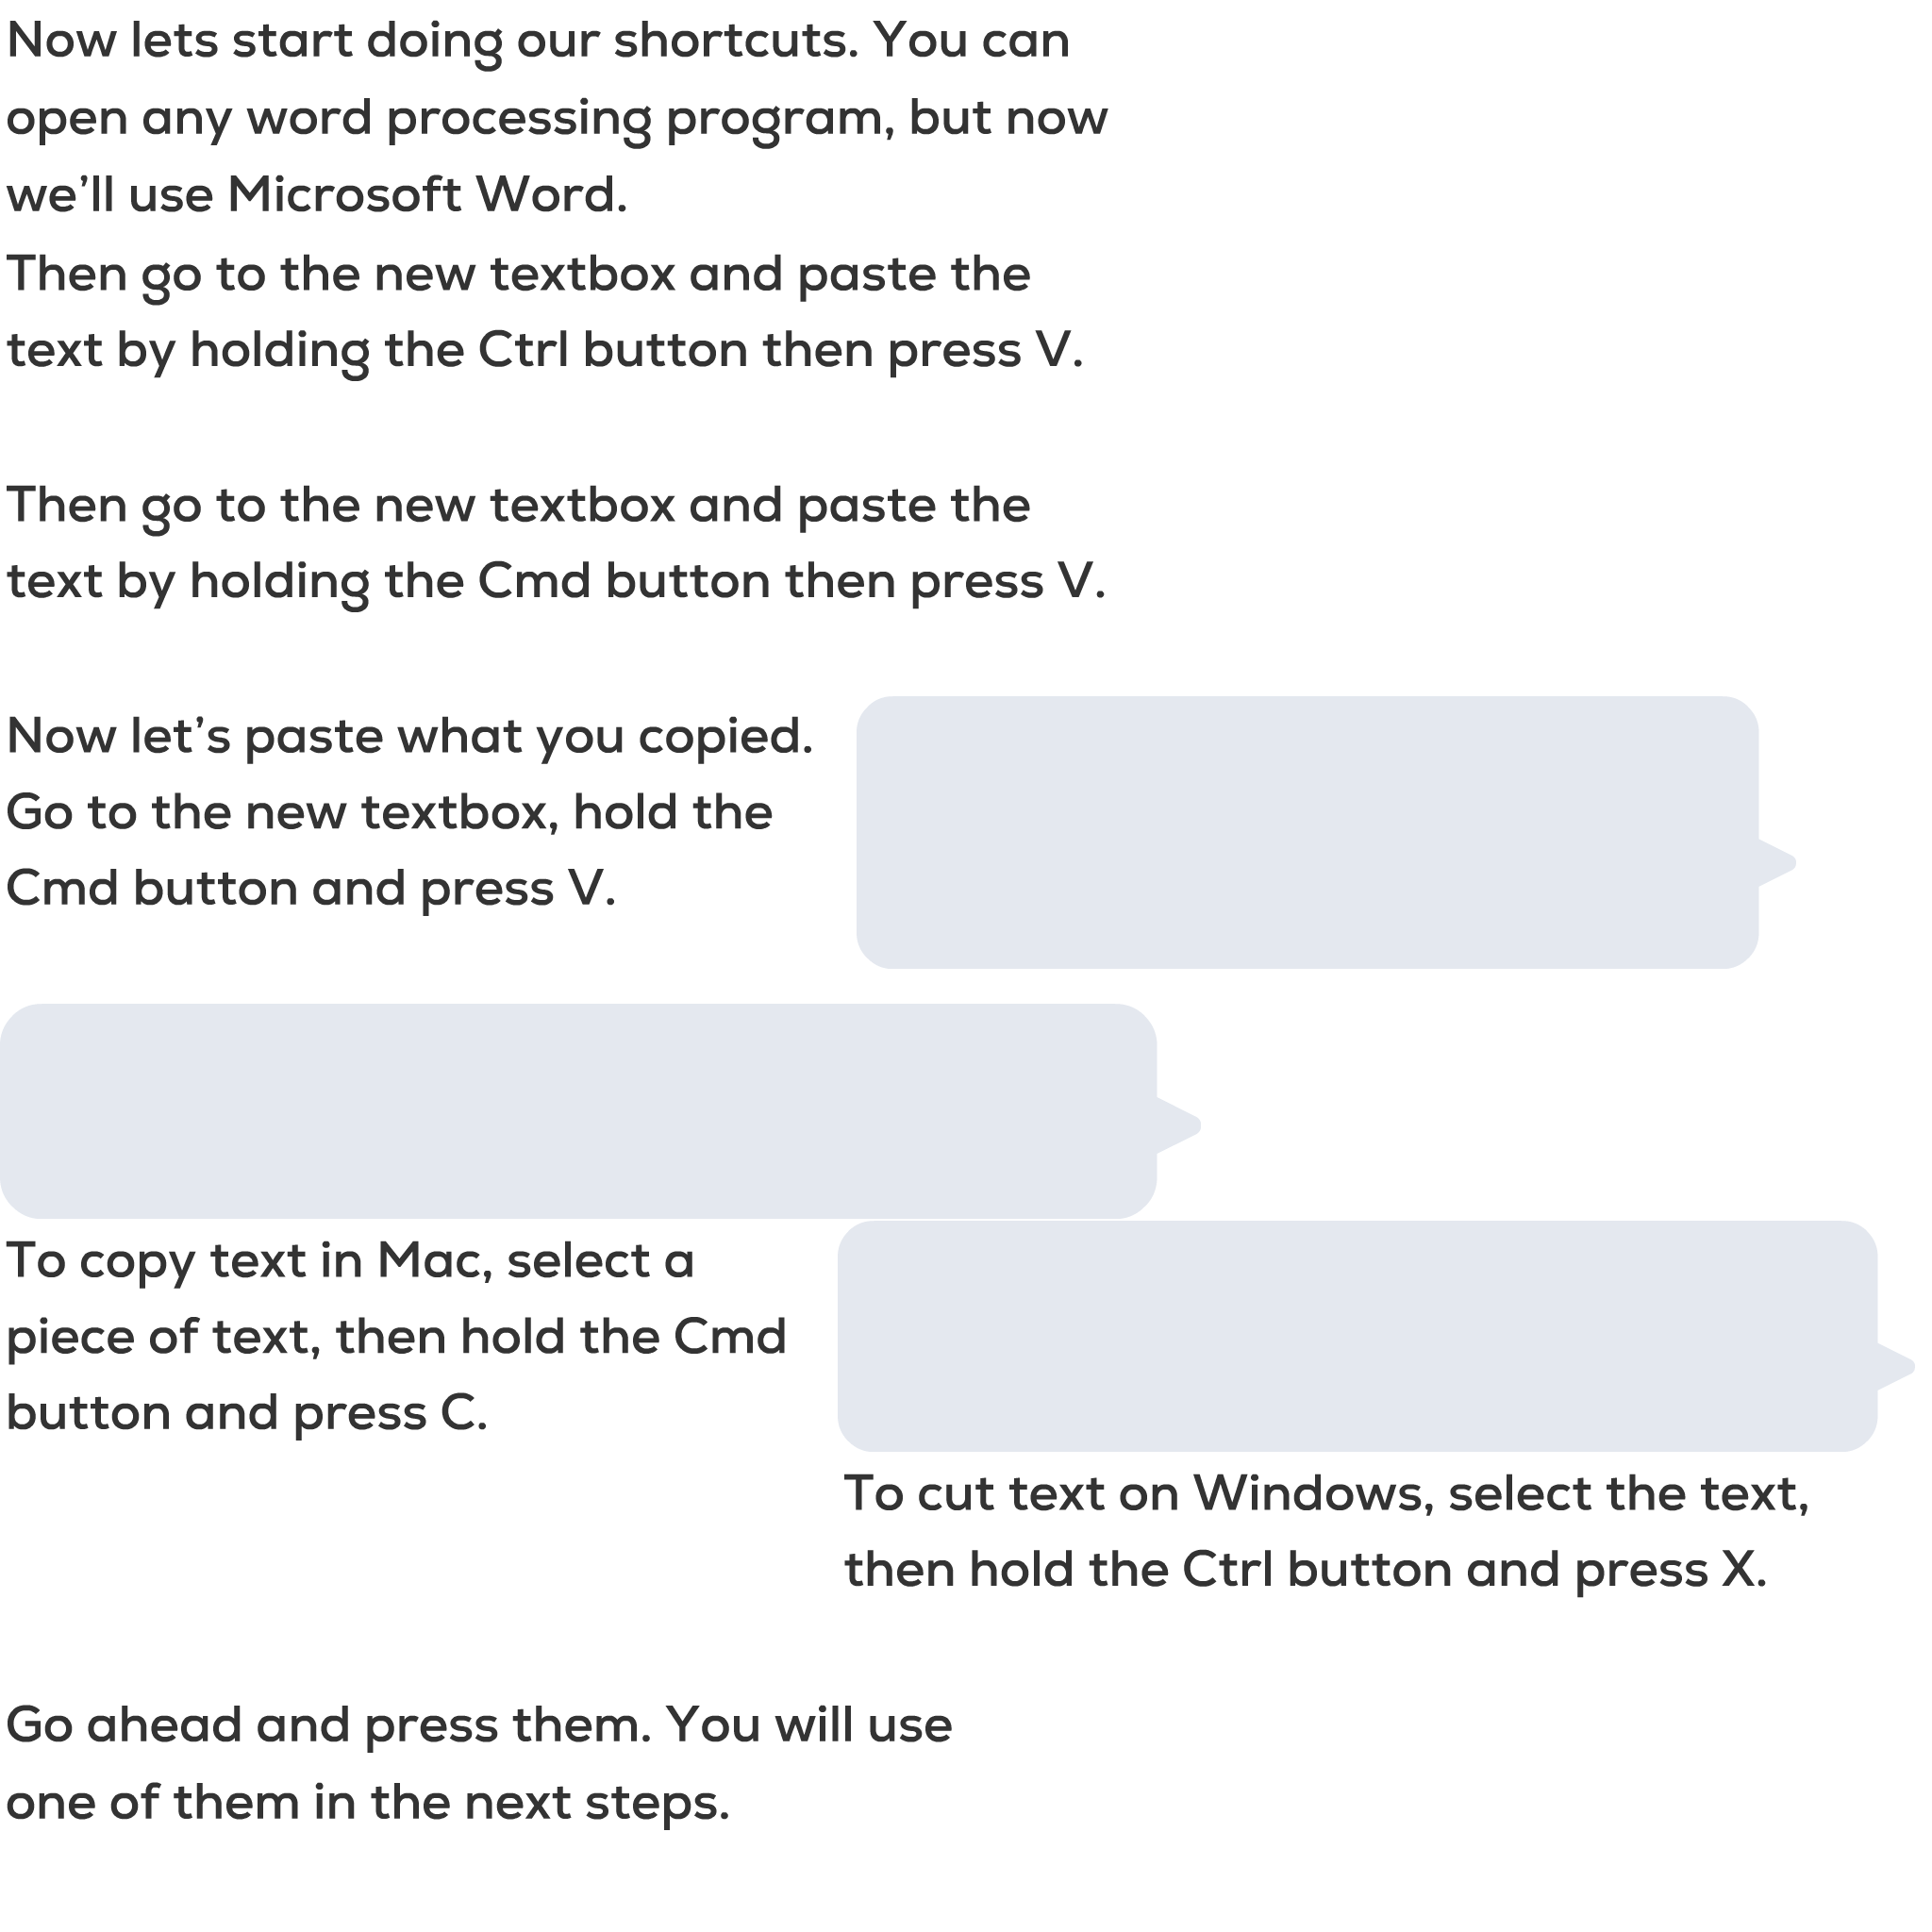 Now lets start doing our shortcuts. You can
open any word processing program, but now
we’ll use Microsoft Word.
Then go to the new textbox and paste the
text by holding the Ctrl button then press V.
Then go to the new textbox and paste the
text by holding the Cmd button then press V.
Now let’s paste what you copied.
Go to the new textbox, hold the
Cmd button and press V.
To copy text in Mac, select a
piece of text, then hold the Cmd
button and press C.
To cut text on Windows, select the text,
then hold the Ctrl button and press X.
Go ahead and press them. You will use
one of them in the next steps.